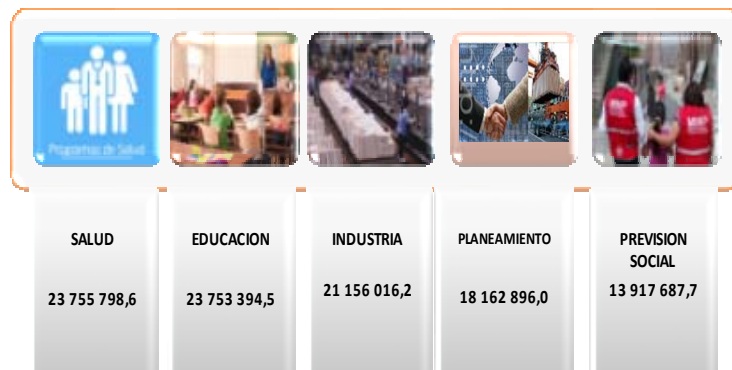 Programas de Salud
SALUD
23 755 798,6
EDUCACION
23 753 394,5
INDUSTRIA
21 156 016,2
PLANEAMIENTO
18 162 896,0
PREVISION
SOCIAL
13 917 687,7